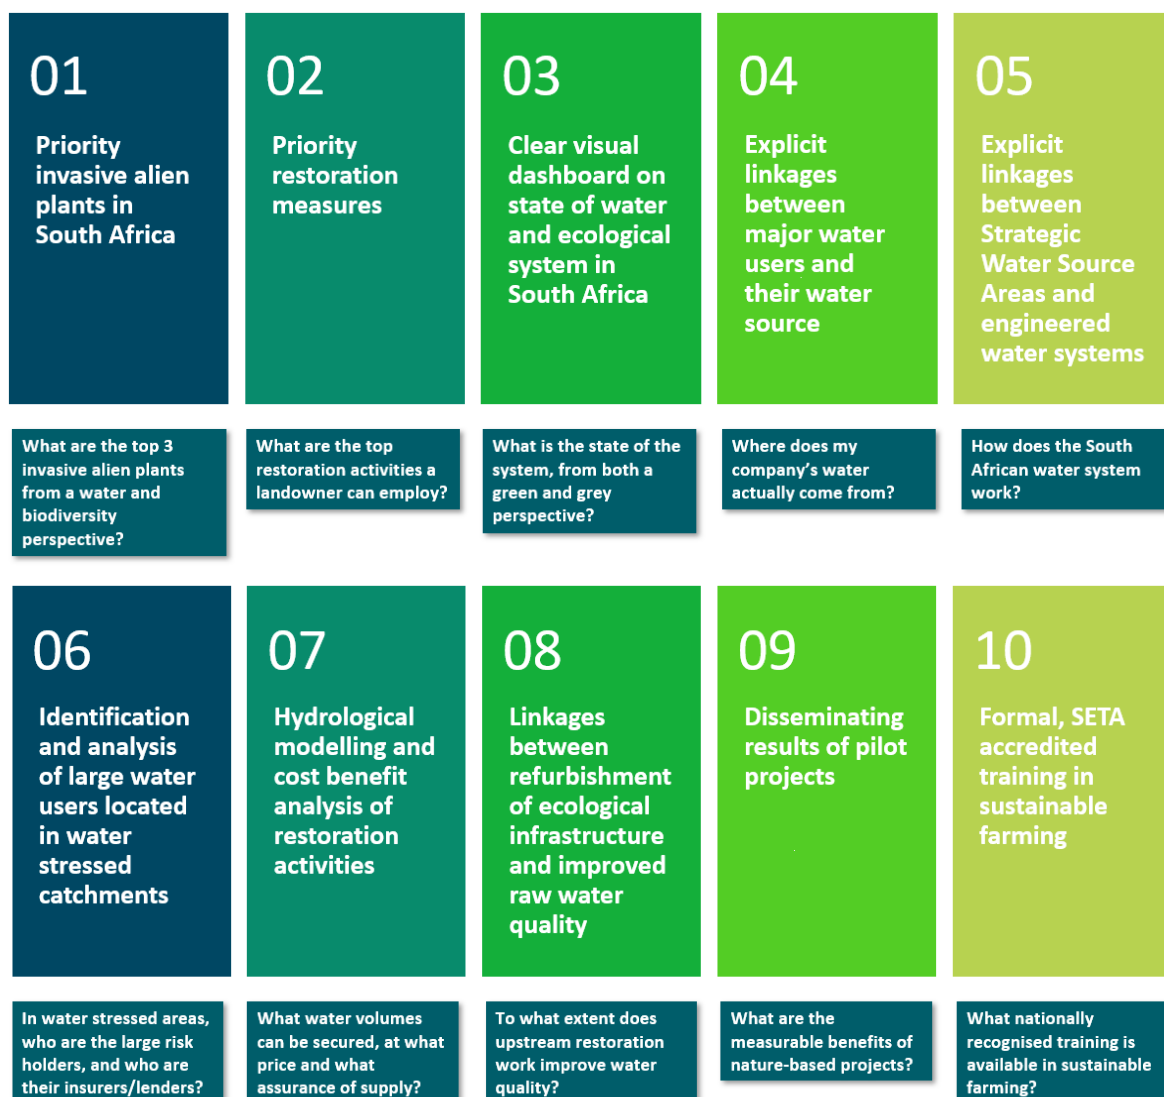 01
Priority
invasive alien
plants in
South Africa
02
Priority
restoration
measures
03
Clear visual
dashboard on
state of water
and ecological
system in
South Africa
04
Explicit
linkages
between
major water
users and
their water
source
05
Explicit
linkages
between
Strategic
Water Source
Areas and
engineered
water systems
What are the top 3
invasive alien plants
from a water and
biodiversity
perspective?
What are the top
restoration activities a
landowner can employ?
What is the state of the
system, from both a
green and grey
perspective?
Where does my
company's water
actually come from?
How does the South
African water system
work?
06
Identification
and analysis
of large water
users located
in water
stressed
catchments
07
Hydrological
modelling and
cost benefit
analysis of
restoration
activities
08
Linkages
between
refurbishment
of ecological
infrastructure
and improved
raw water
quality
09
Disseminating
results of pilot
projects
10
Formal, SETA
accredited
training in
sustainable
farming
In water stressed areas,
who are the large risk
holders, and who are
their insurers/lenders?
What water volumes
can be secured, at what
price and what
assurance of supply?
To what extent does
upstream restoration
work improve water
quality?
What are the
measurable benefits of
nature-based projects?
What nationally
recognised training is
available in sustainable
farming?